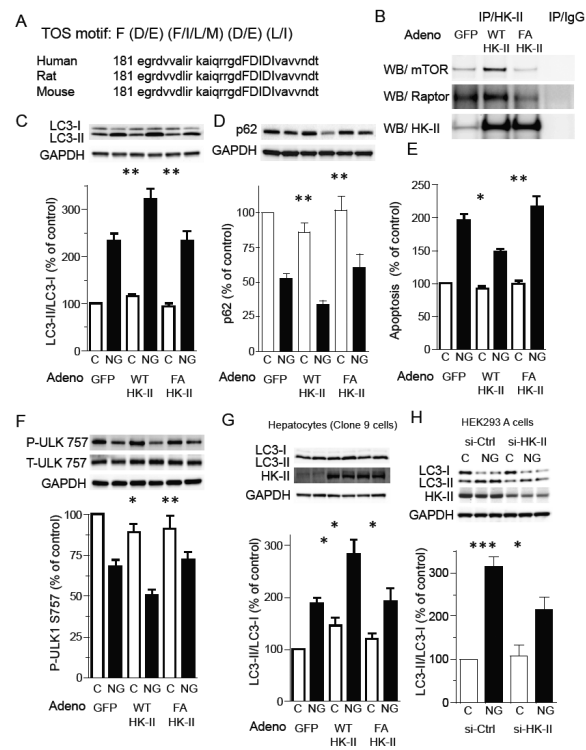 A
TOS motif: F (D/E) (F/I/L/M) (D/E) (L/I)
Human 181 egrdvvalir kaiqrrgdFDIDIvavvndt
Rat 181 egrdvvlir kaiqrrgdFDIDIvavvndt
Mouse 181 egrdvvlir kaiqrrgdFDIDIvavvndt
B
IP/HK-II IP/IgG
Adeno GFP WT HK-II FA HK-II
WB/ mTOR
WB/ Raptor
WB/ HK-II
C
LC3-I
LC3-II
GAPDH
** **
LC3-II/LC3-I (% of control)
300
200
100
0
C NG C NG C NG
Adeno GFP WT HK-II FA HK-II
D
p62
GAPDH
** **
p62 (% of control)
100
75
50
25
0
C NG C NG C NG
GFP WT HK-II FA HK-II
E
* **
Apoptosis (% of control)
250
200
150
100
50
0
C NG C NG C NG
Adeno GFP WT HK-II FA HK-II
F
P-ULK 757
T-ULK 757
GAPDH
* **
P-ULK1 S757 (% of control)
100
75
50
25
0
C NG C NG C NG
Adeno GFP WT HK-II FA HK-II
G
Hepatocytes (Clone 9 cells)
LC3-I
LC3-II
HK-II
GAPDH
* * *
LC3-II/LC3-I (% of control)
300
200
100
0
C NG C NG C NG
Adeno GFP WT HK-II FA HK-II
H
HEK293 A cells
si-Ctrl si-HK-II
C NG C NG
LC3-I
LC3-II
HK-II
GAPDH
*** *
LC3-II/LC3-I (% of control)
300
200
100
0
C NG C NG
si-Ctrl si-HK-II